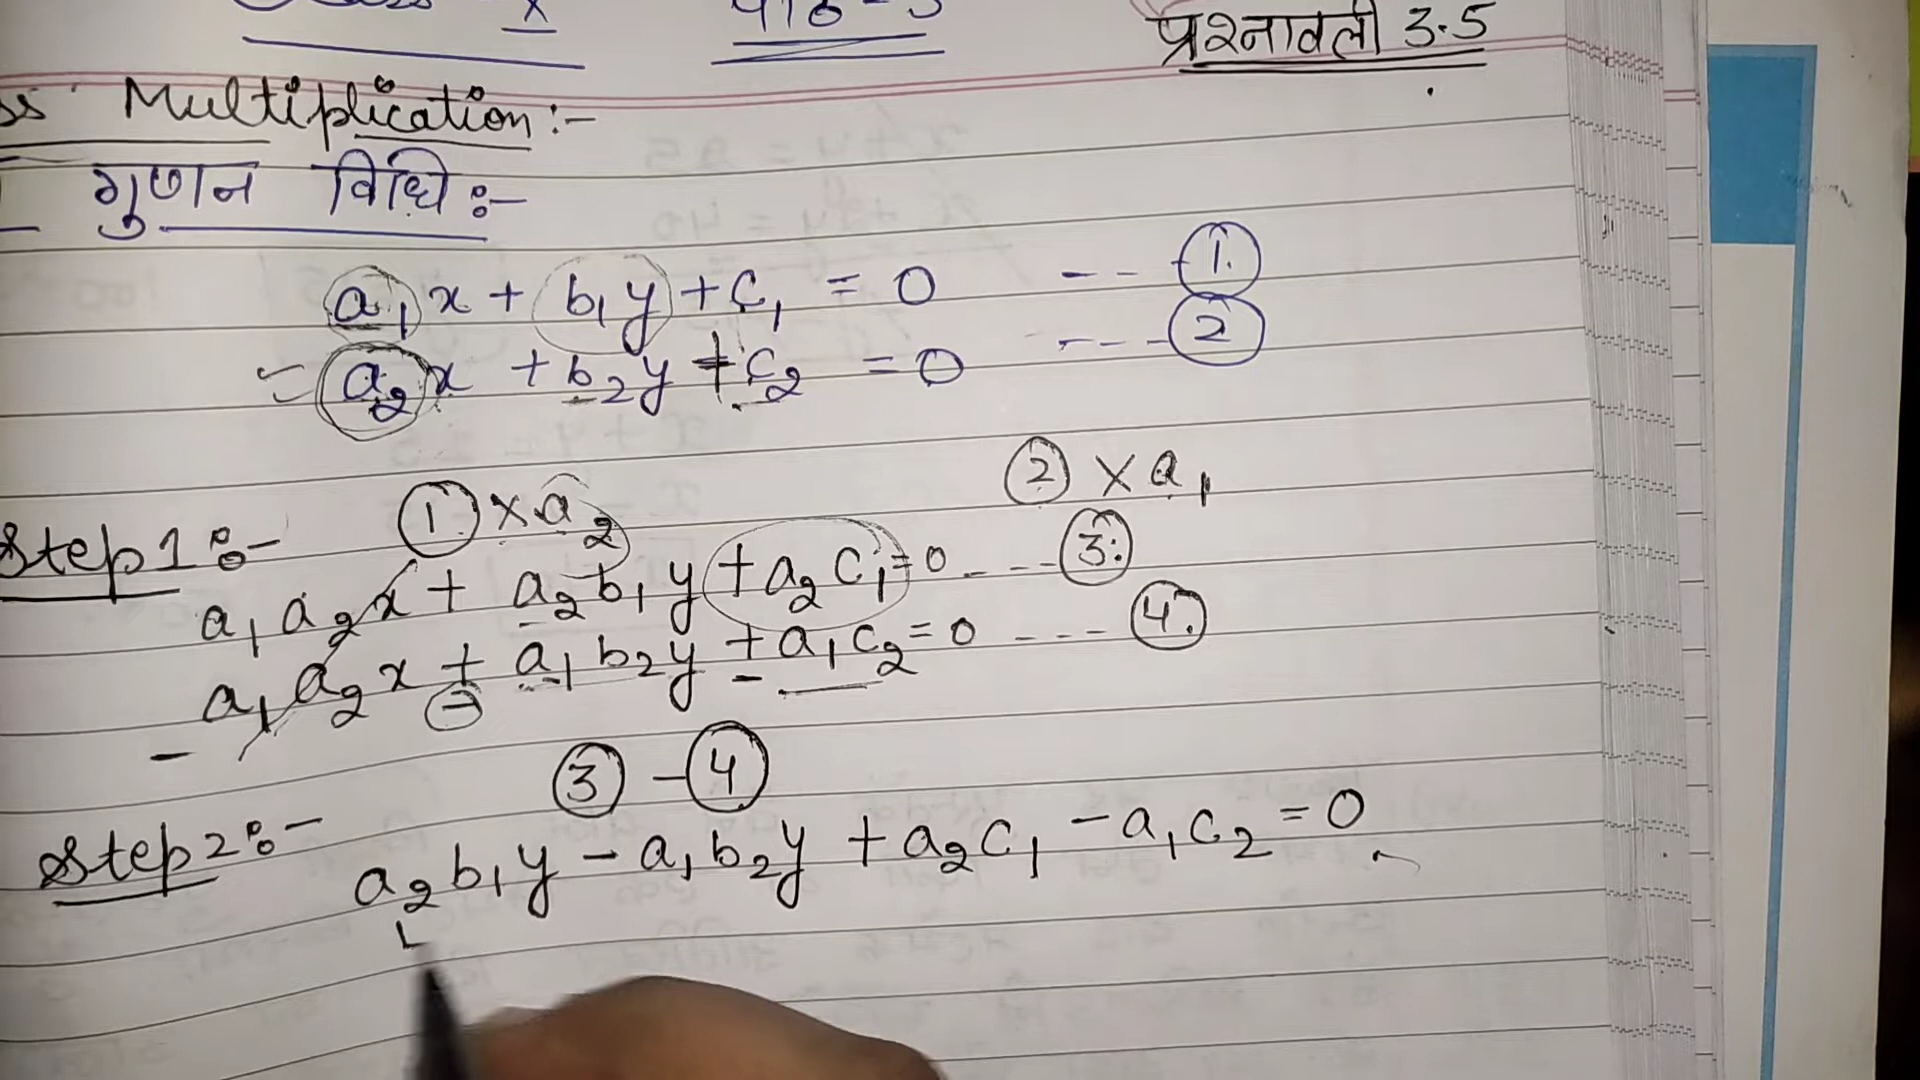 x प्रश्नावली 3.5
Multiplication :-
गुणन विधि :-
a₁x + b₁y + c₁ = 0 --- ①
a₂x + b₂y + c₂ = 0 --- ②
① × a₂ ② × a₁
Step 1 :-
a₁a₂x + a₂b₁y + a₂c₁ = 0 --- ③
a₁a₂x + a₁b₂y + a₁c₂ = 0 --- ④
- (-) -
③ - ④
Step 2 :-
a₂b₁y - a₁b₂y + a₂c₁ - a₁c₂ = 0